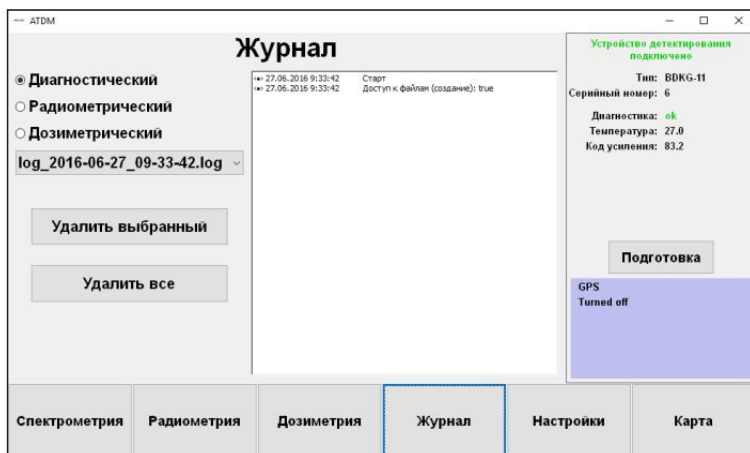 ATDM
Журнал
Диагностический
Радиометрический
Дозиметрический
log_2016-06-27_09-33-42.log
Удалить выбранный
Удалить все
27.06.2016 9:33:42 Старт
27.06.2016 9:33:42 Доступ к файлам (создание): true
Устройство детектирования
подключено
Тип: BDKG-11
Серийный номер: 6
Диагностика: ok
Температура: 27.0
Код усиления: 83.2
Подготовка
GPS
Turned off
Спектрометрия Радиометрия Дозиметрия Журнал Настройки Карта